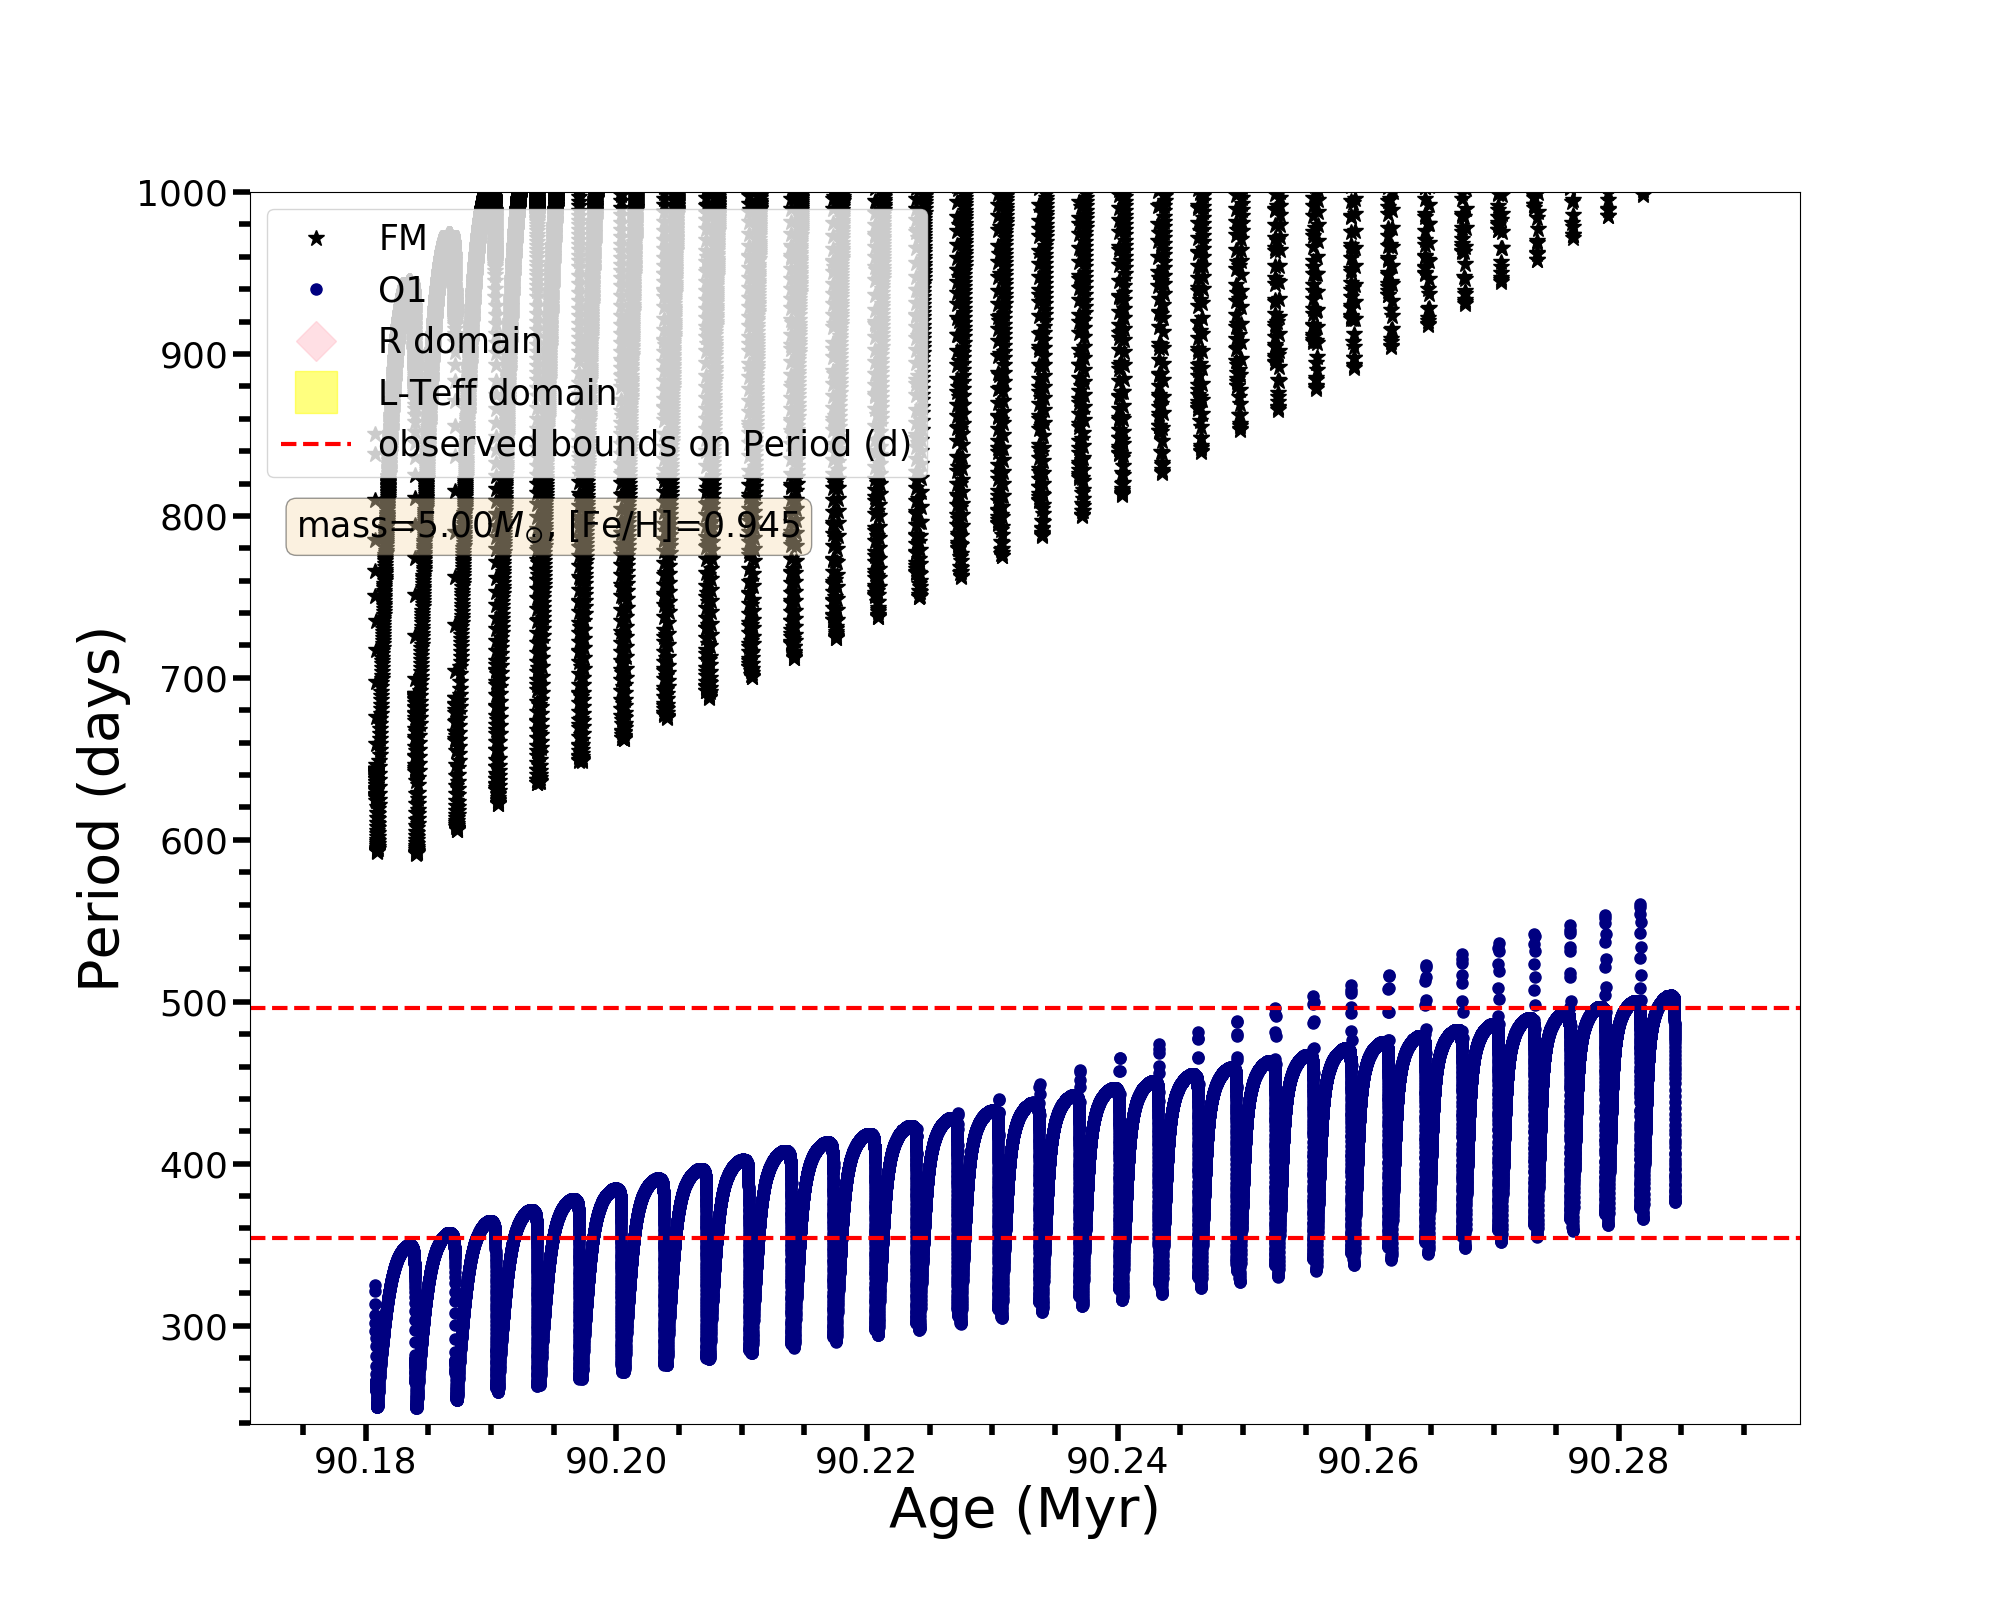 1000
900
800
700
600
500
400
300
Period (days)
FM
O1
R domain
L-Teff domain
observed bounds on Period (d)
mass=5.00M☉, [Fe/H]=0.945
90.18 90.20 90.22 90.24 90.26 90.28
Age (Myr)